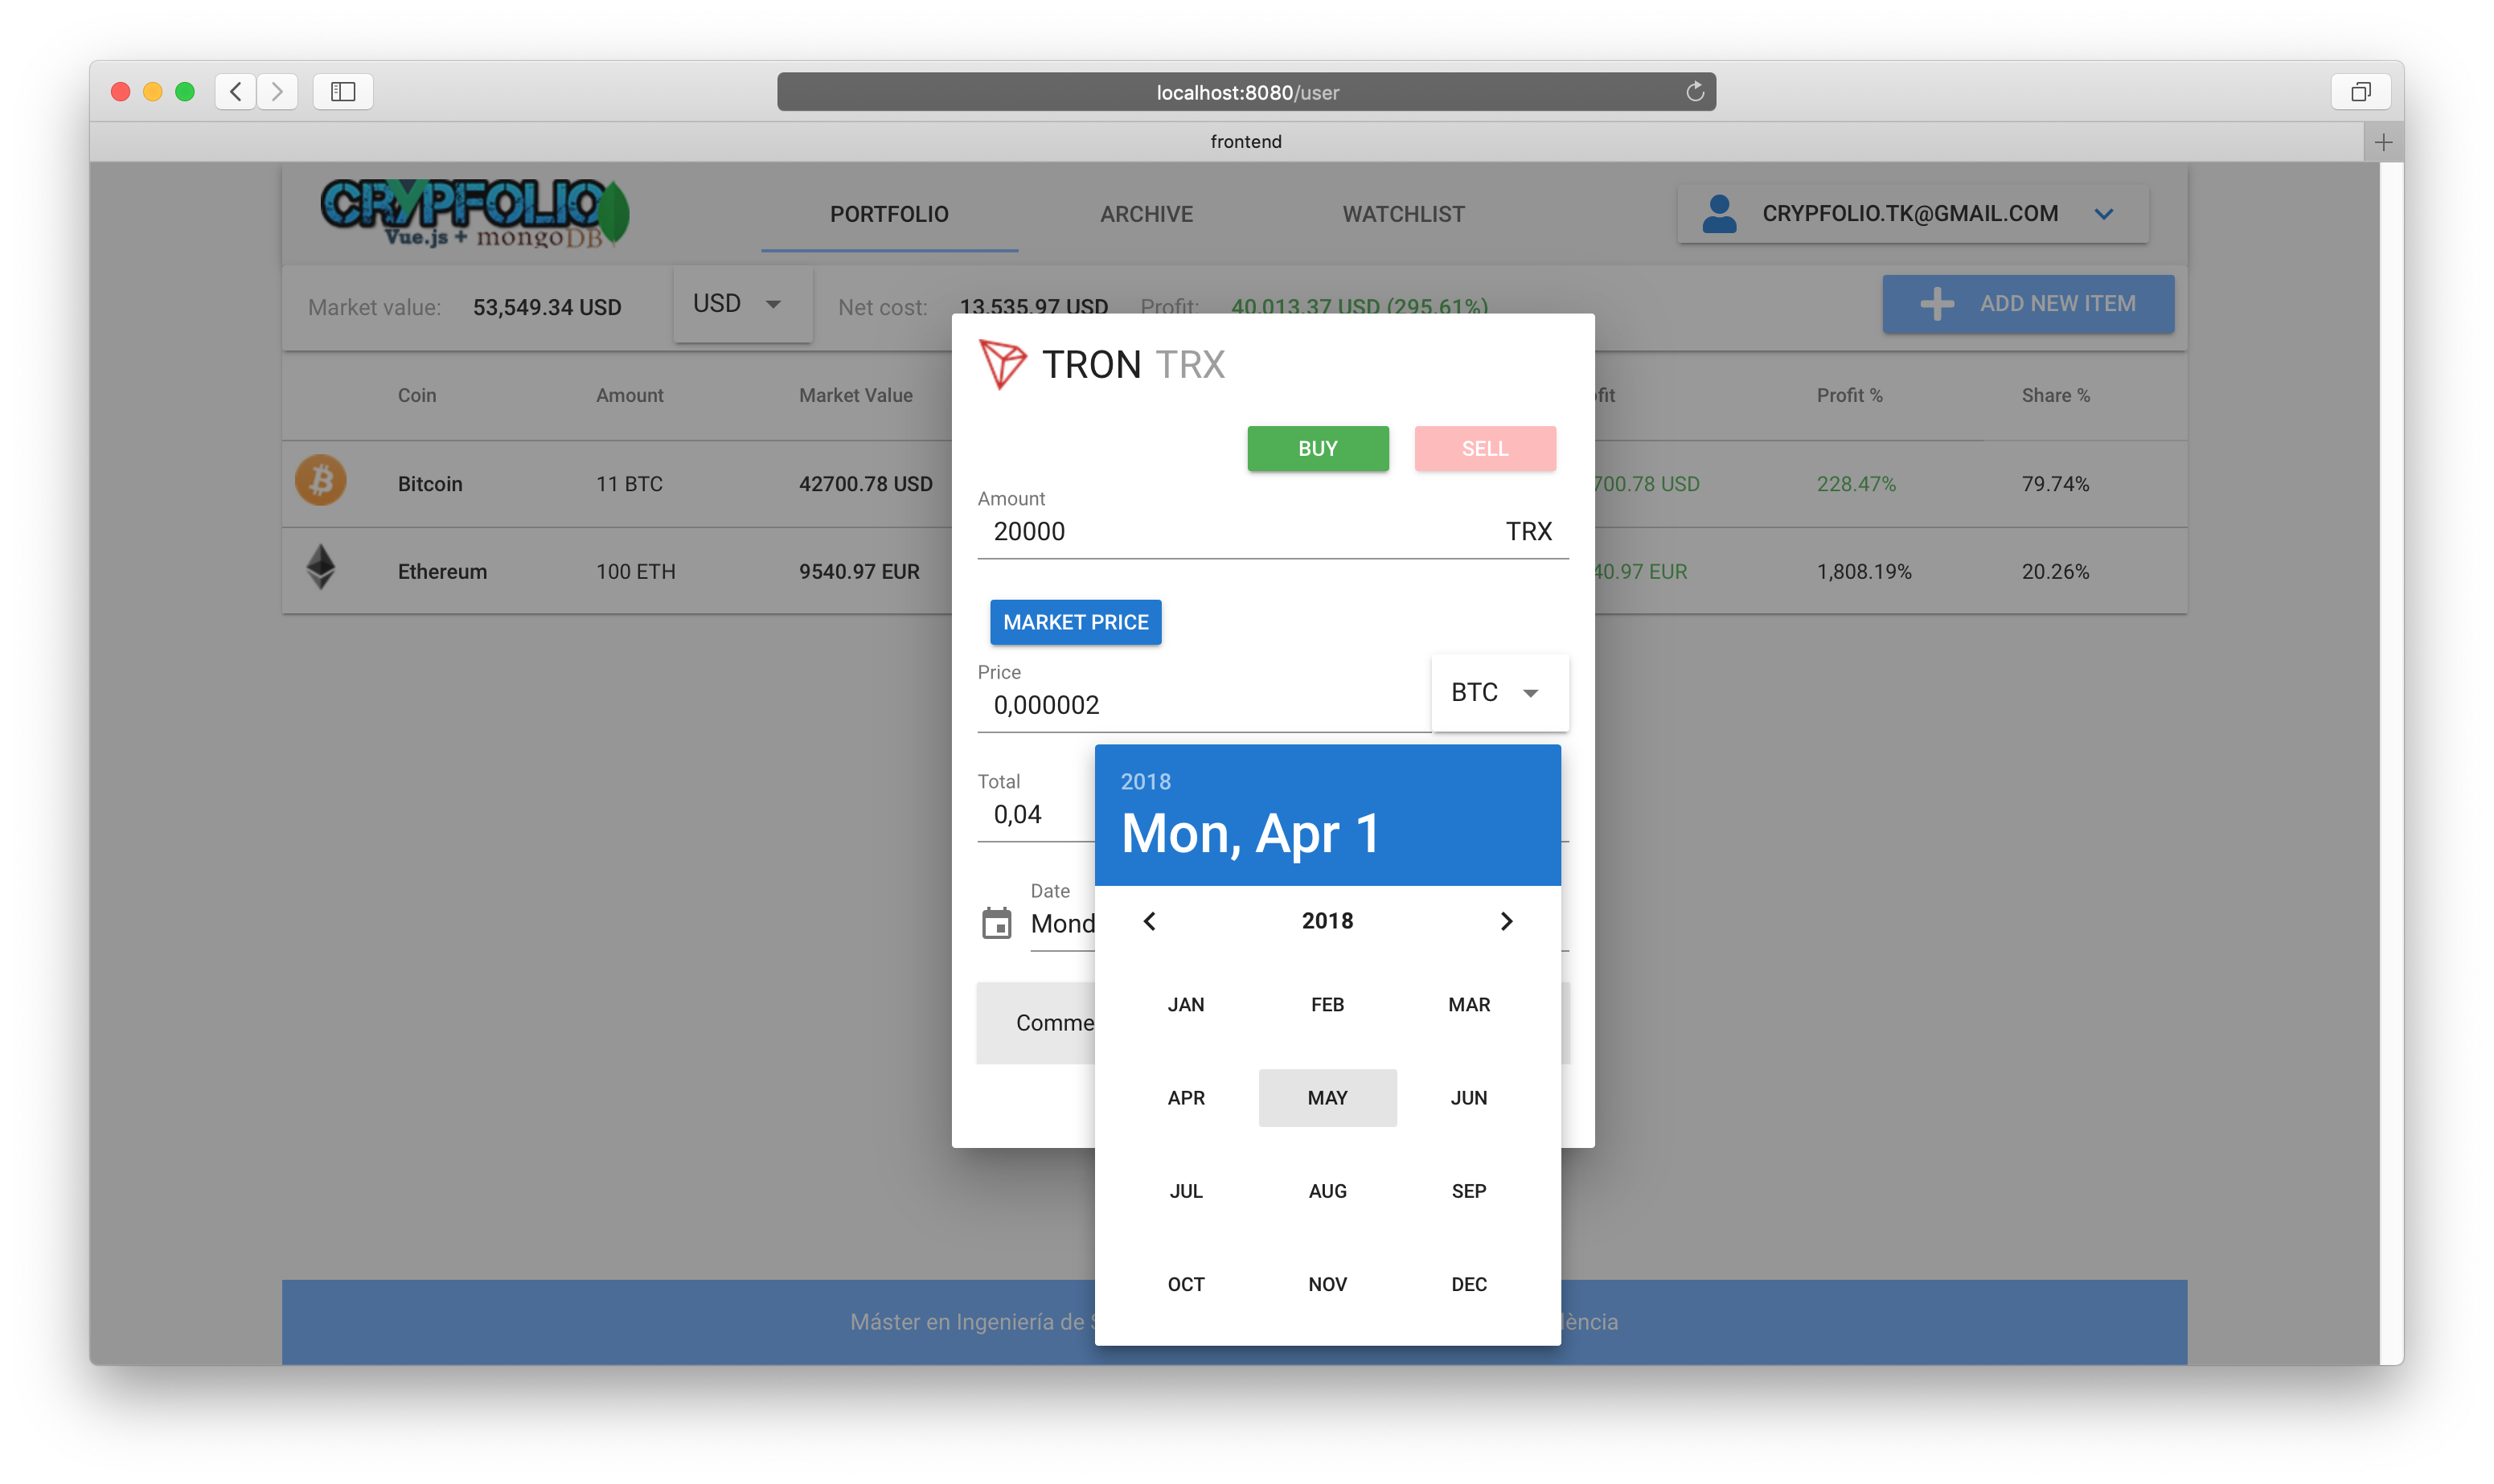 localhost:8080/user
frontend
CRYPFOLIO
Vue.js + mongoDB
PORTFOLIO ARCHIVE WATCHLIST CRYPFOLIO.TK@GMAIL.COM
Market value: 53,549.34 USD USD Net cost: 13,535.97 USD Profit: 40,013.37 USD (295.61%) ADD NEW ITEM
TRON TRX
Coin Amount Market Value fit Profit % Share %
BUY SELL
Bitcoin 11 BTC 42700.78 USD 700.78 USD 228.47% 79.74%
Amount
20000 TRX
Ethereum 100 ETH 9540.97 EUR 40.97 EUR 1,808.19% 20.26%
MARKET PRICE
Price
0,000002 BTC
Total
0,04
2018
Mon, Apr 1
Date
Mond
2018
JAN FEB MAR
Comme
APR MAY JUN
JUL AUG SEP
OCT NOV DEC
Máster en Ingeniería de lència